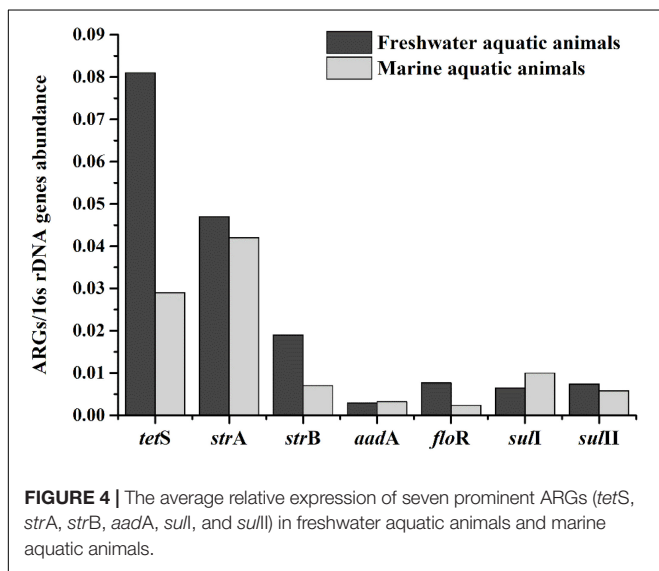 0.09
Freshwater aquatic animals
Marine aquatic animals
0.08
0.07
0.06
0.05
0.04
0.03
0.02
0.01
0.00
ARGs/16s rDNA genes abundance
tetS strA strB aadA floR sulI sulII
FIGURE 4 | The average relative expression of seven prominent ARGs (tetS,
strA, strB, aadA, sulI, and sulII) in freshwater aquatic animals and marine
aquatic animals.